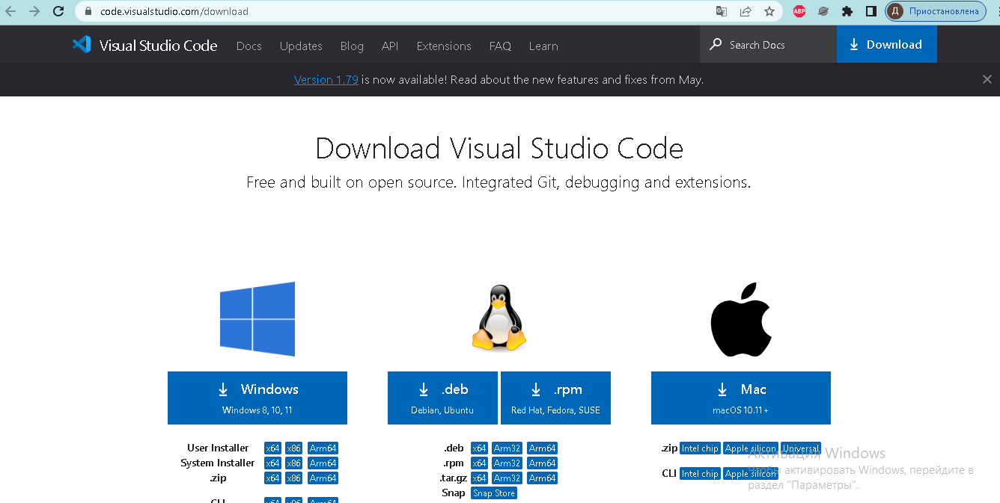 code.visualstudio.com/download
ABP
Д Приостановлена
Visual Studio Code Docs Updates Blog API Extensions FAQ Learn Search Docs Download
Version 1.79 is now available! Read about the new features and fixes from May.
Download Visual Studio Code
Free and built on open source. Integrated Git, debugging and extensions.
Windows
Windows 8, 10, 11
User Installer x64 x86 Arm64
System Installer x64 x86 Arm64
.zip x64 x86 Arm64
CLI x64 x86 Arm64
.deb
Debian, Ubuntu
.rpm
Red Hat, Fedora, SUSE
.deb x64 Arm32 Arm64
.rpm x64 Arm32 Arm64
.tar.gz x64 Arm32 Arm64
Snap Snap Store
Mac
macOS 10.11+
.zip Intel chip Apple silicon Universal
CLI Intel chip Apple silicon
Активация Windows
Чтобы активировать Windows, перейдите в
раздел "Параметры".